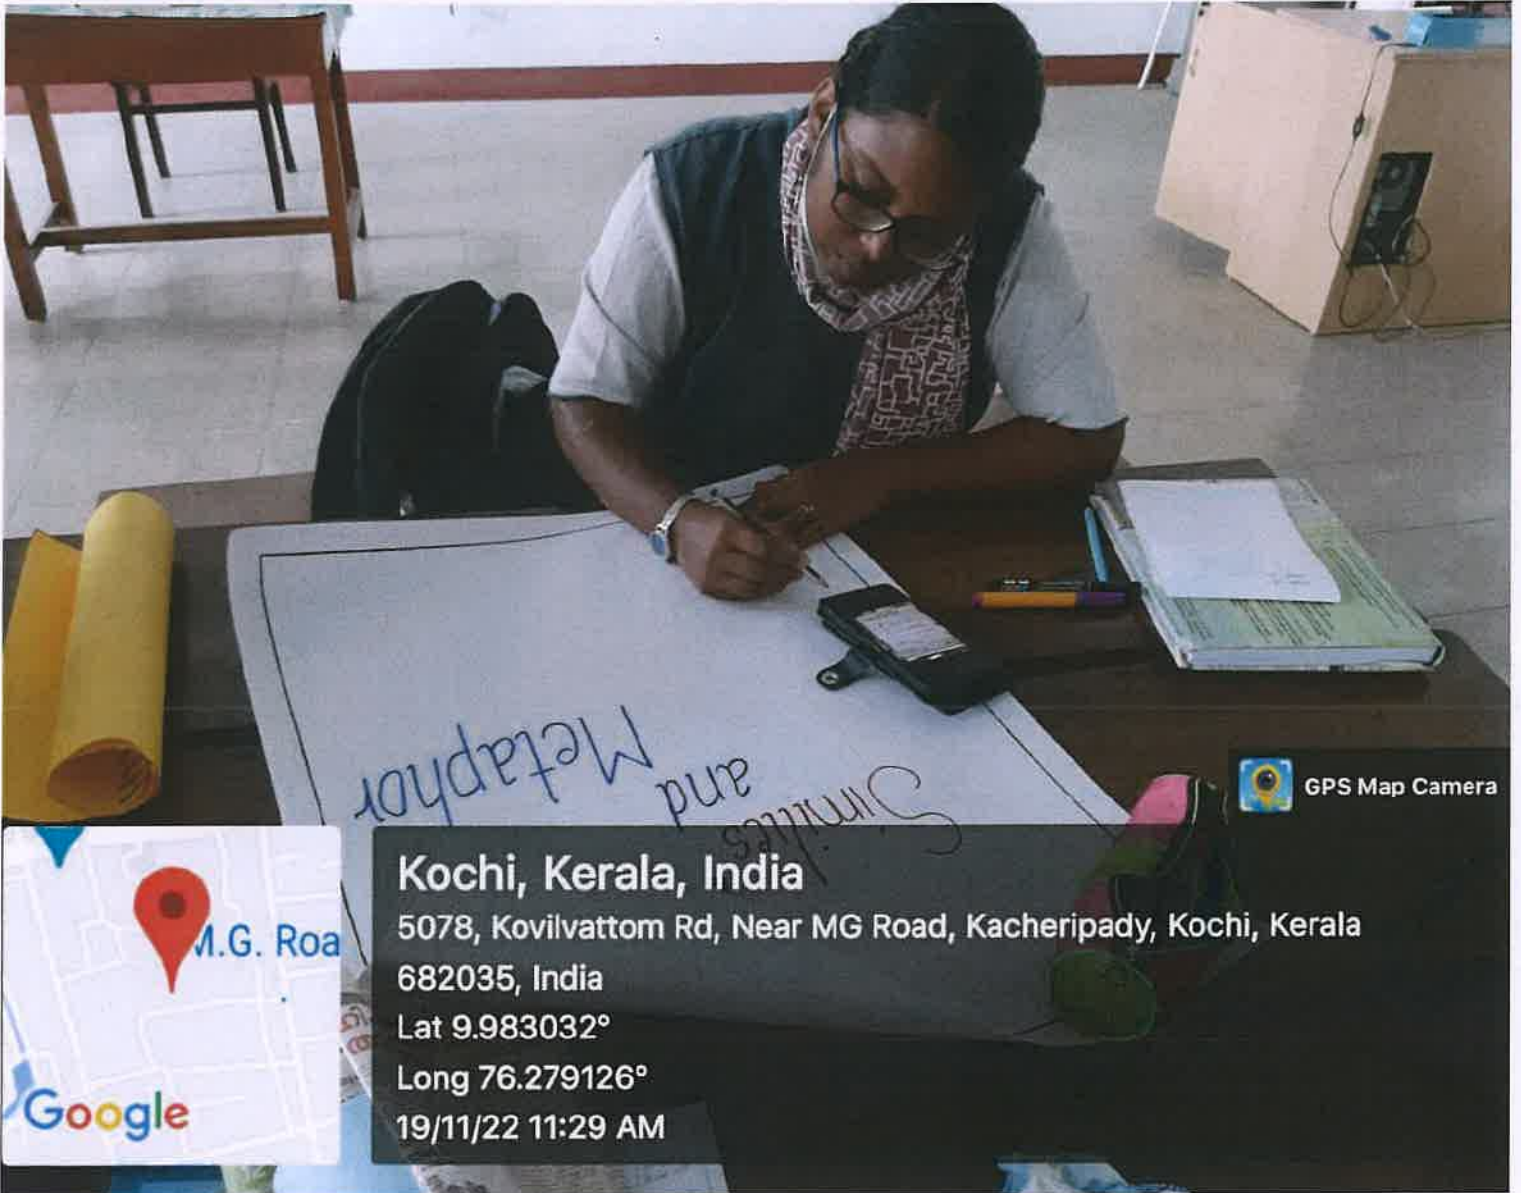 Similies
and
Metaphor
GPS Map Camera
M.G. Roa
Google
Kochi, Kerala, India
5078, Kovilvattom Rd, Near MG Road, Kacheripady, Kochi, Kerala
682035, India
Lat 9.983032°
Long 76.279126°
19/11/22 11:29 AM